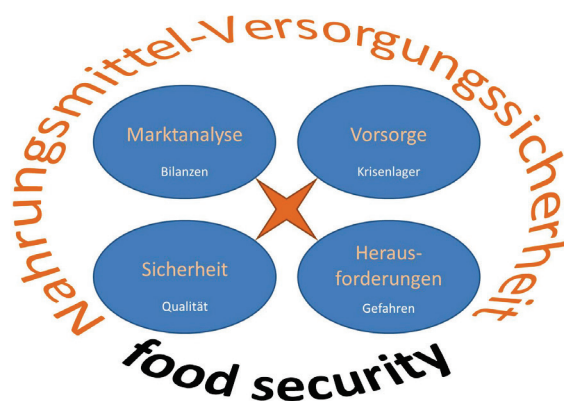 Nahrungsmittel-Versorgungssicherheit
Marktanalyse
Bilanzen
Vorsorge
Krisenlager
Sicherheit
Qualität
Heraus-
forderungen
Gefahren
food security